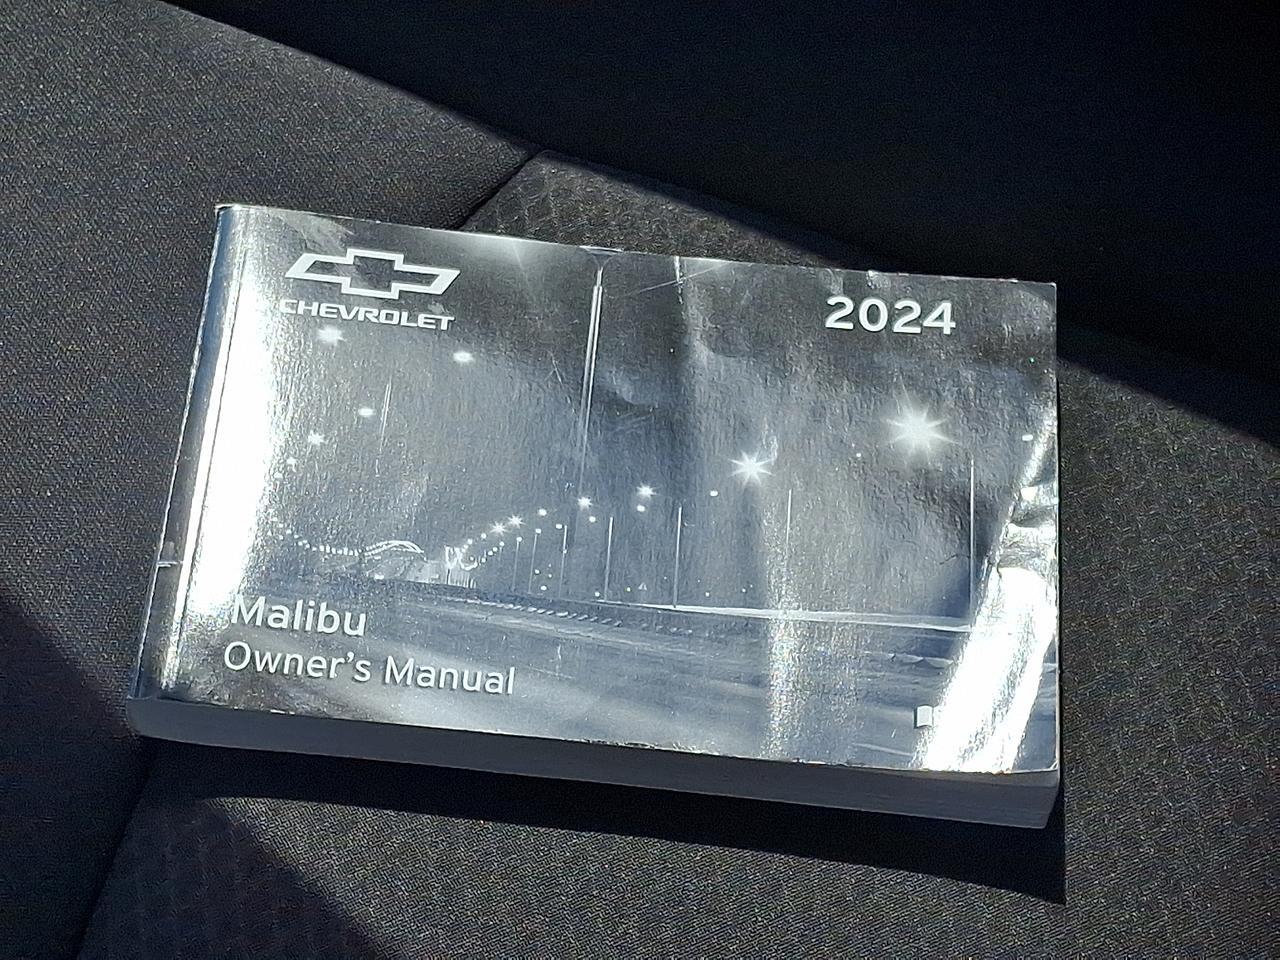 CHEVROLET
2024
Malibu
Owner's Manual